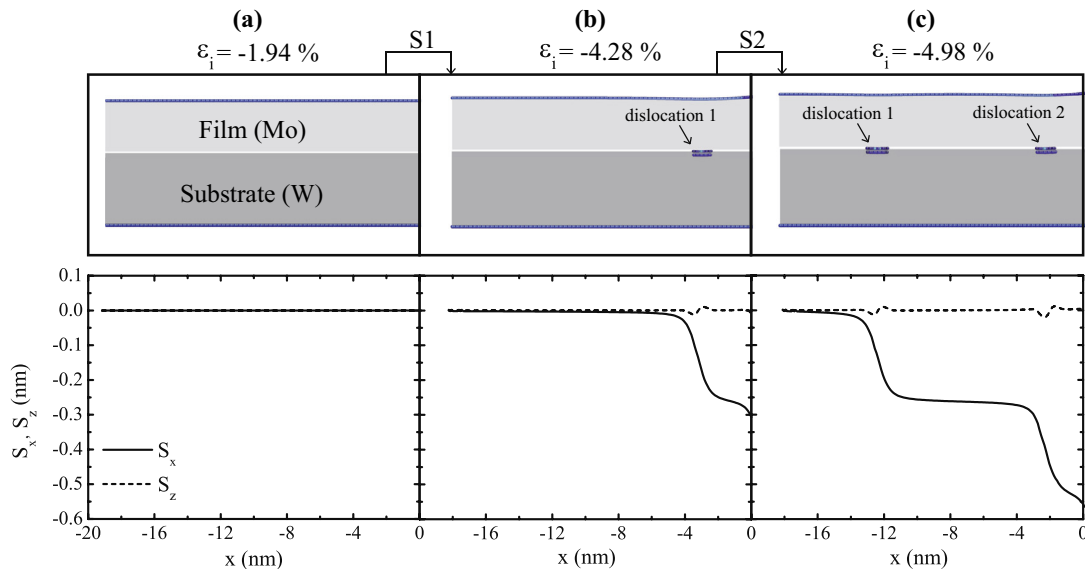 (a) (b) (c)
εi = -1.94 % S1 εi = -4.28 % S2 εi = -4.98 %
Film (Mo)
Substrate (W)
dislocation 1
dislocation 1 dislocation 2
Sx, Sz (nm)
0.1
0.0
-0.1
-0.2
-0.3
-0.4
-0.5
-0.6
Sx
Sz
-20 -16 -12 -8 -4 -16 -12 -8 -4 -16 -12 -8 -4 0
x (nm) x (nm) x (nm)